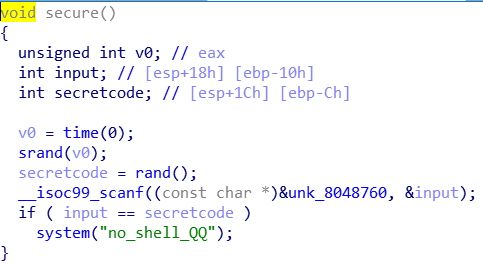 void secure()
{
unsigned int v0; // eax
int input; // [esp+18h] [ebp-10h]
int secretcode; // [esp+1Ch] [ebp-Ch]
v0 = time(0);
srand(v0);
secretcode = rand();
__isoc99_scanf((const char *)&unk_8048760, &input);
if ( input == secretcode )
system("no_shell_QQ");
}